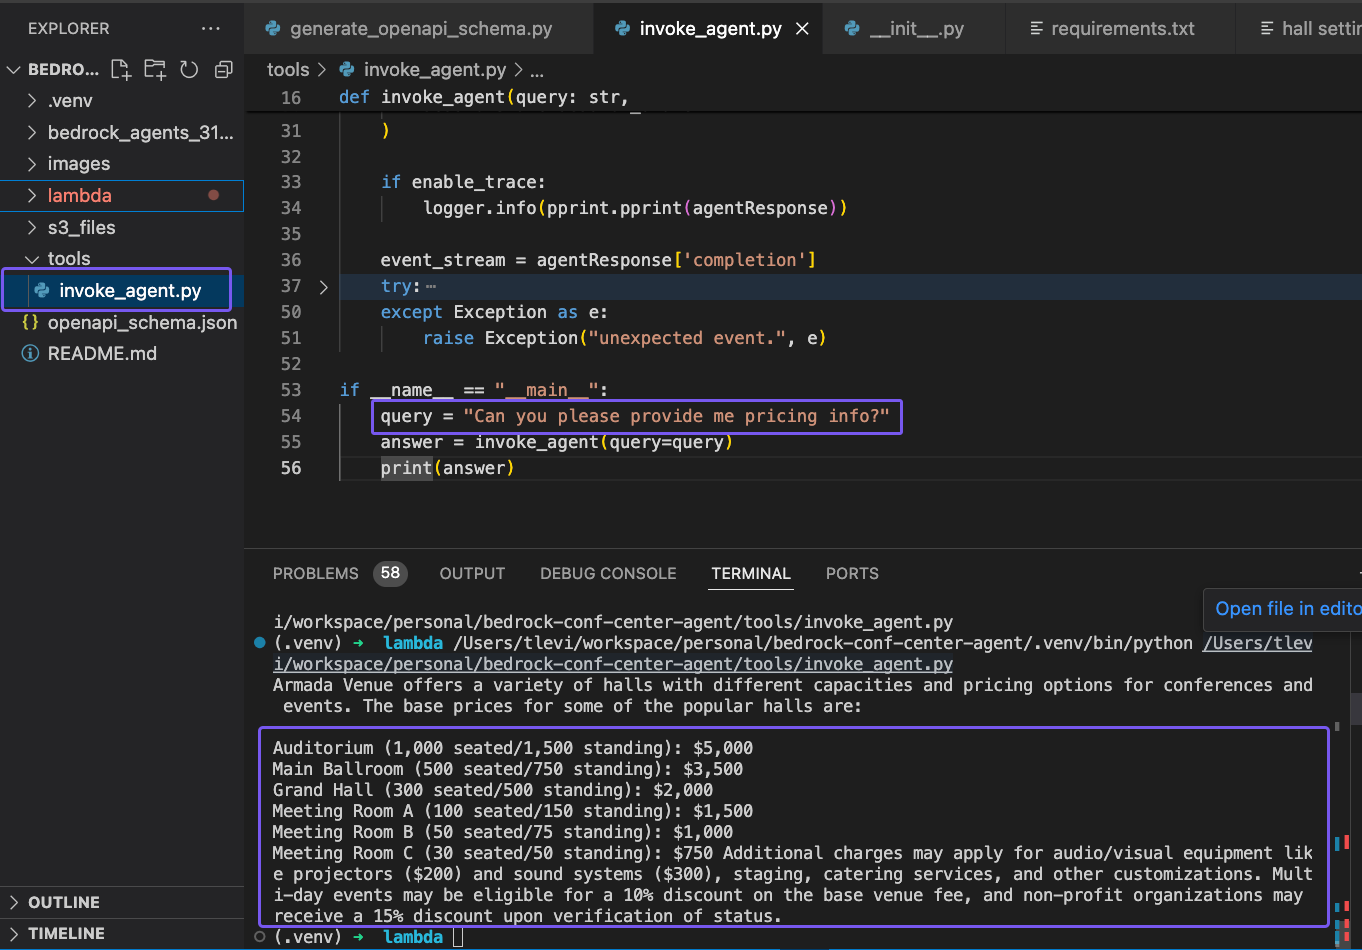 EXPLORER ...
generate_openapi_schema.py
invoke_agent.py
__init__.py
requirements.txt
hall settin
BEDRO...
.venv
bedrock_agents_31...
images
lambda
s3_files
tools
invoke_agent.py
{} openapi_schema.json
README.md
OUTLINE
TIMELINE
tools > invoke_agent.py > ...
16 def invoke_agent(query: str,
31 )
32
33 if enable_trace:
34 logger.info(pprint.pprint(agentResponse))
35
36 event_stream = agentResponse['completion']
37 try:…
50 except Exception as e:
51 raise Exception("unexpected event.", e)
52
53 if __name__ == "__main__":
54 query = "Can you please provide me pricing info?"
55 answer = invoke_agent(query=query)
56 print(answer)
PROBLEMS 58 OUTPUT DEBUG CONSOLE TERMINAL PORTS
Open file in edito
i/workspace/personal/bedrock-conf-center-agent/tools/invoke_agent.py
(.venv) → lambda /Users/tlevi/workspace/personal/bedrock-conf-center-agent/.venv/bin/python /Users/tlev
i/workspace/personal/bedrock-conf-center-agent/tools/invoke_agent.py
Armada Venue offers a variety of halls with different capacities and pricing options for conferences and
events. The base prices for some of the popular halls are:
Auditorium (1,000 seated/1,500 standing): $5,000
Main Ballroom (500 seated/750 standing): $3,500
Grand Hall (300 seated/500 standing): $2,000
Meeting Room A (100 seated/150 standing): $1,500
Meeting Room B (50 seated/75 standing): $1,000
Meeting Room C (30 seated/50 standing): $750 Additional charges may apply for audio/visual equipment lik
e projectors ($200) and sound systems ($300), staging, catering services, and other customizations. Mult
i-day events may be eligible for a 10% discount on the base venue fee, and non-profit organizations may
receive a 15% discount upon verification of status.
(.venv) → lambda